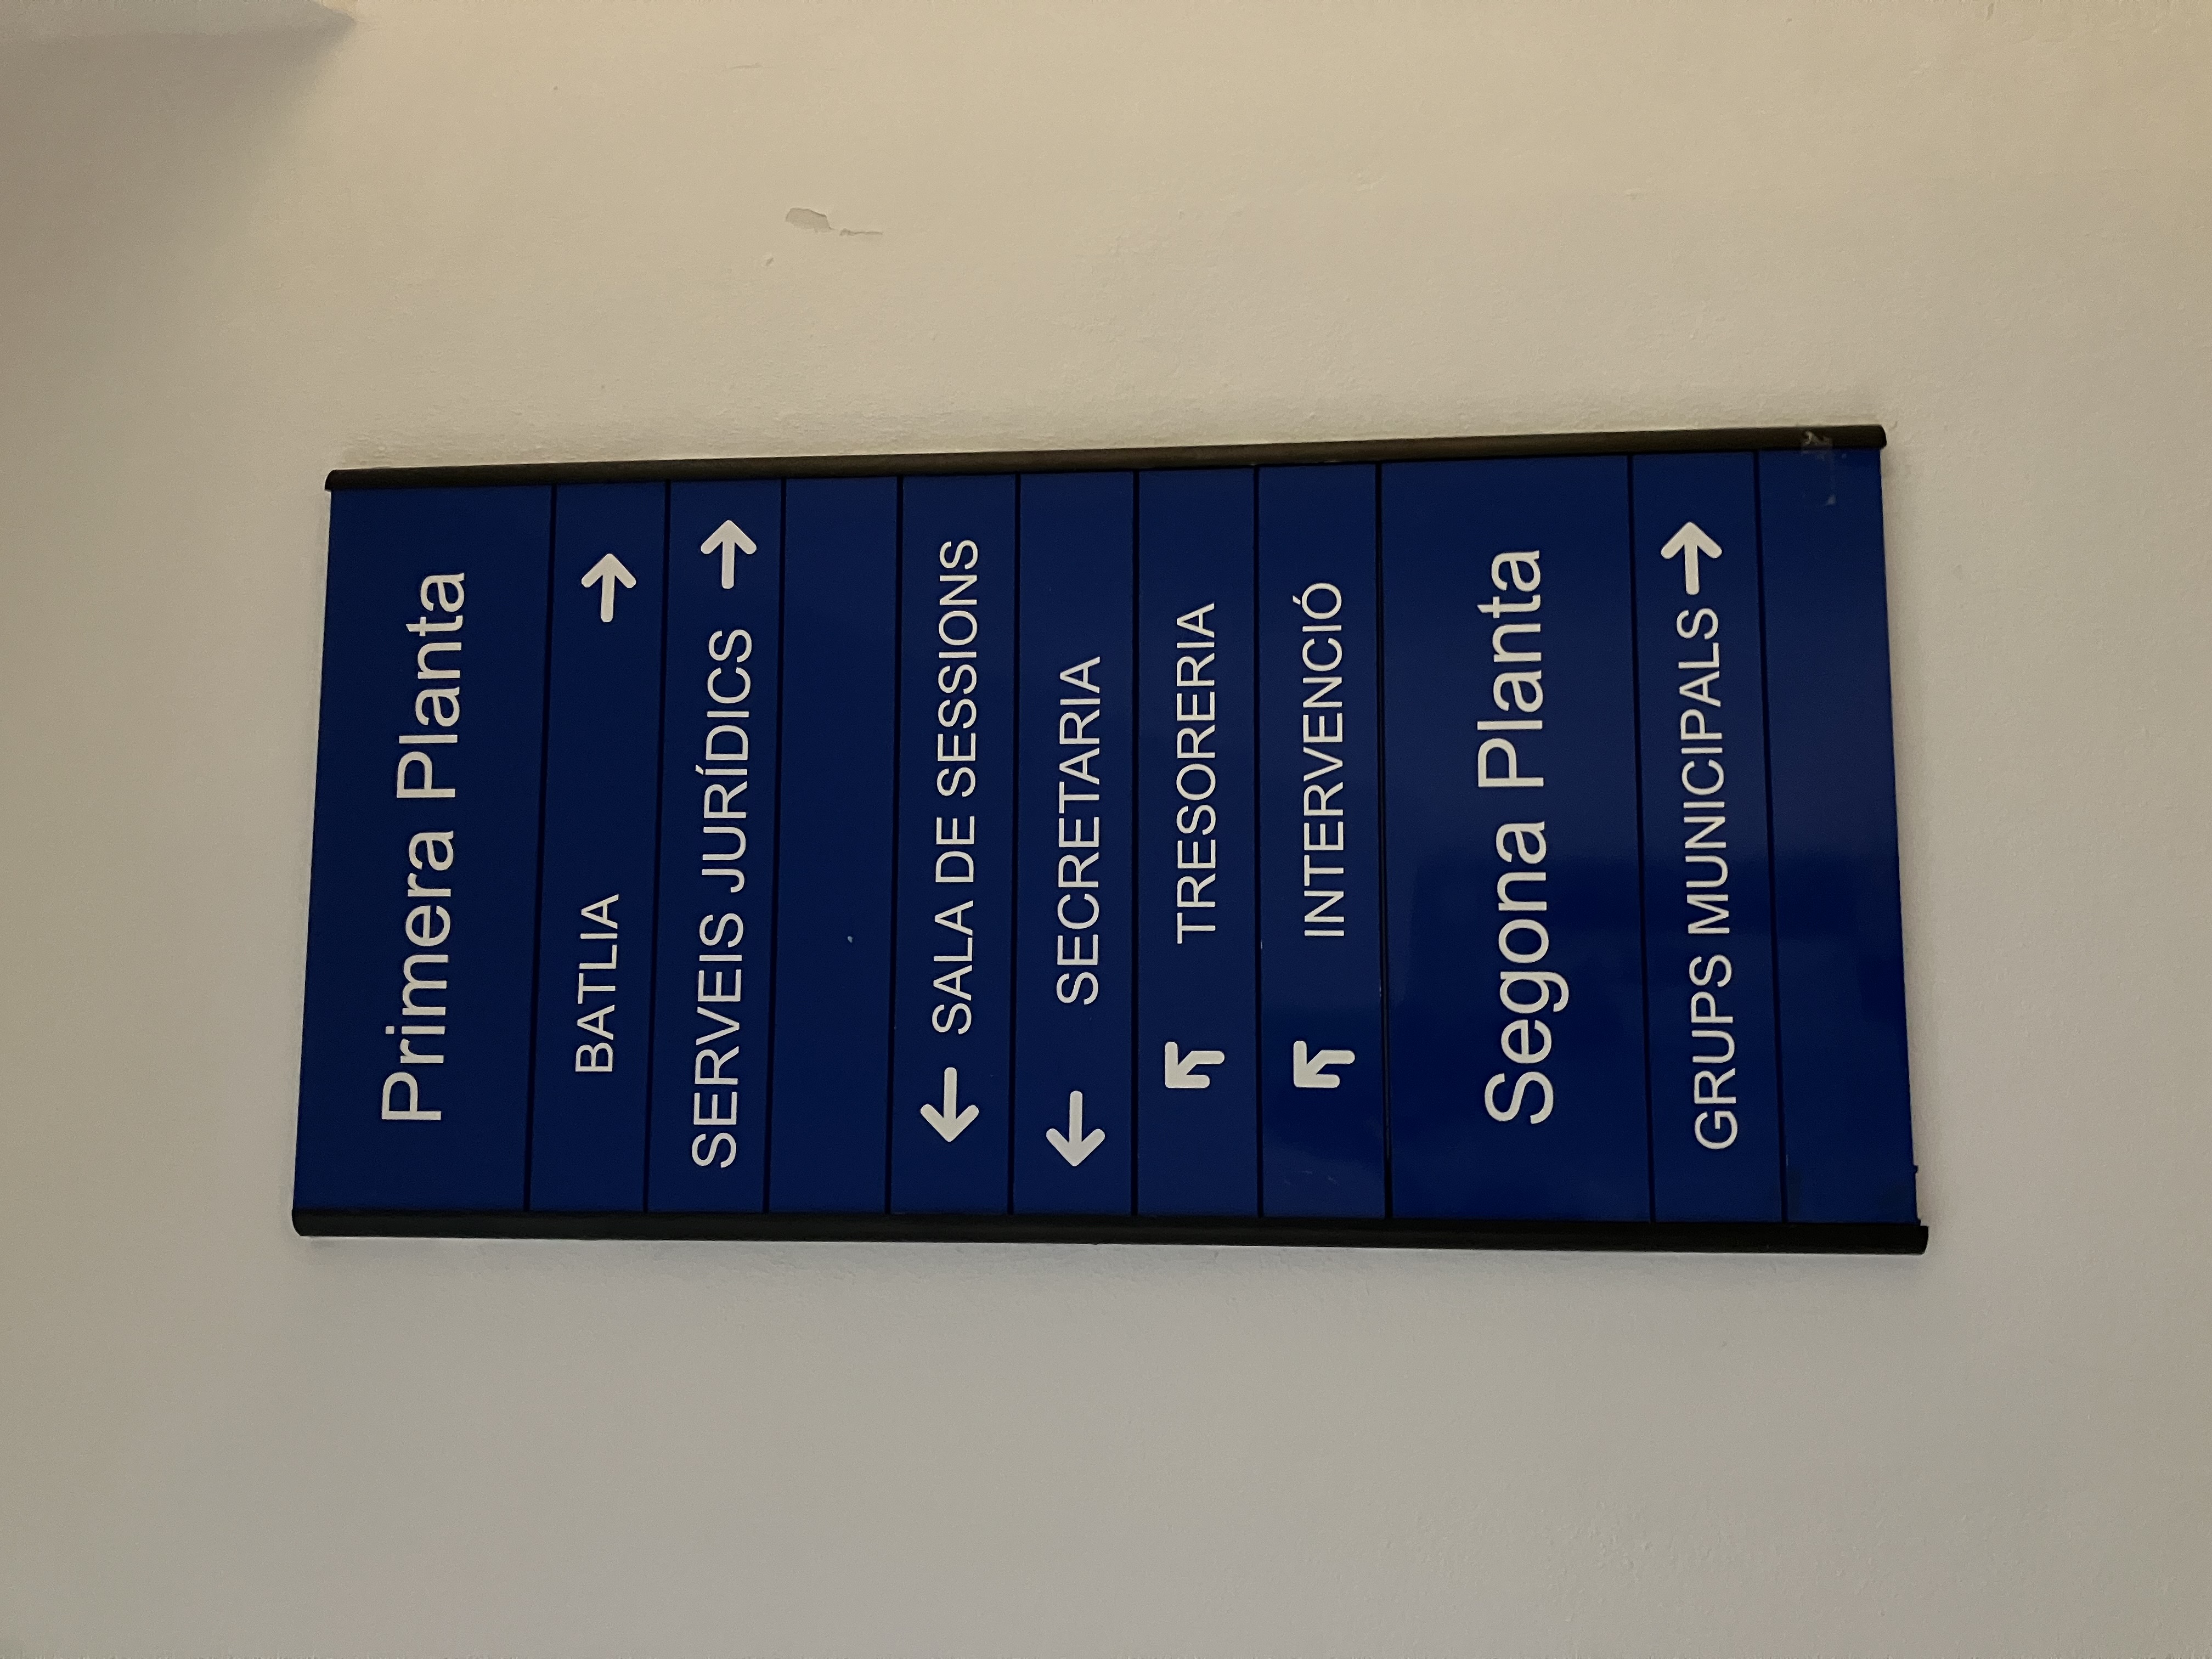 Primera Planta
BATLIA →
SERVEIS JURÍDICS →
← SALA DE SESSIONS
← SECRETARIA
↖ TRESORERIA
↖ INTERVENCIÓ
Segona Planta
GRUPS MUNICIPALS →